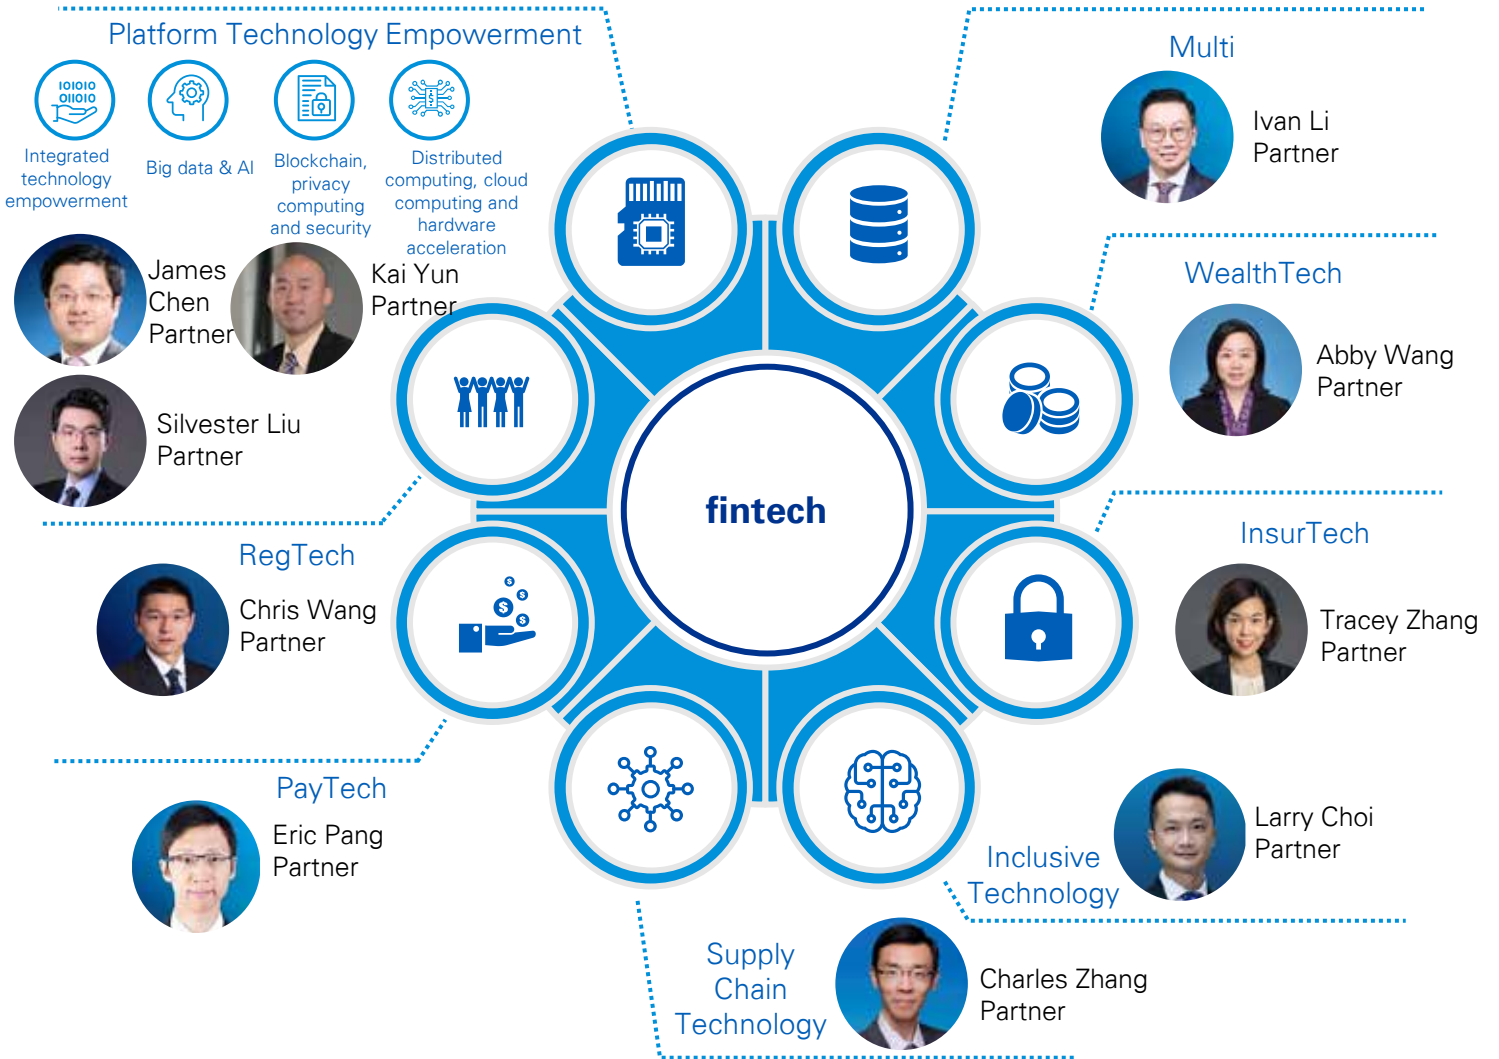 Platform Technology Empowerment
101010
011010
Integrated
technology
empowerment
Big data & AI
Blockchain,
privacy
computing
and security
Distributed
computing, cloud
computing and
hardware
acceleration
James
Chen
Partner
Kai Yun
Partner
Silvester Liu
Partner
RegTech
Chris Wang
Partner
PayTech
Eric Pang
Partner
fintech
$
$
$
Multi
Ivan Li
Partner
WealthTech
Abby Wang
Partner
InsurTech
Tracey Zhang
Partner
Inclusive
Technology
Larry Choi
Partner
Supply
Chain
Technology
Charles Zhang
Partner